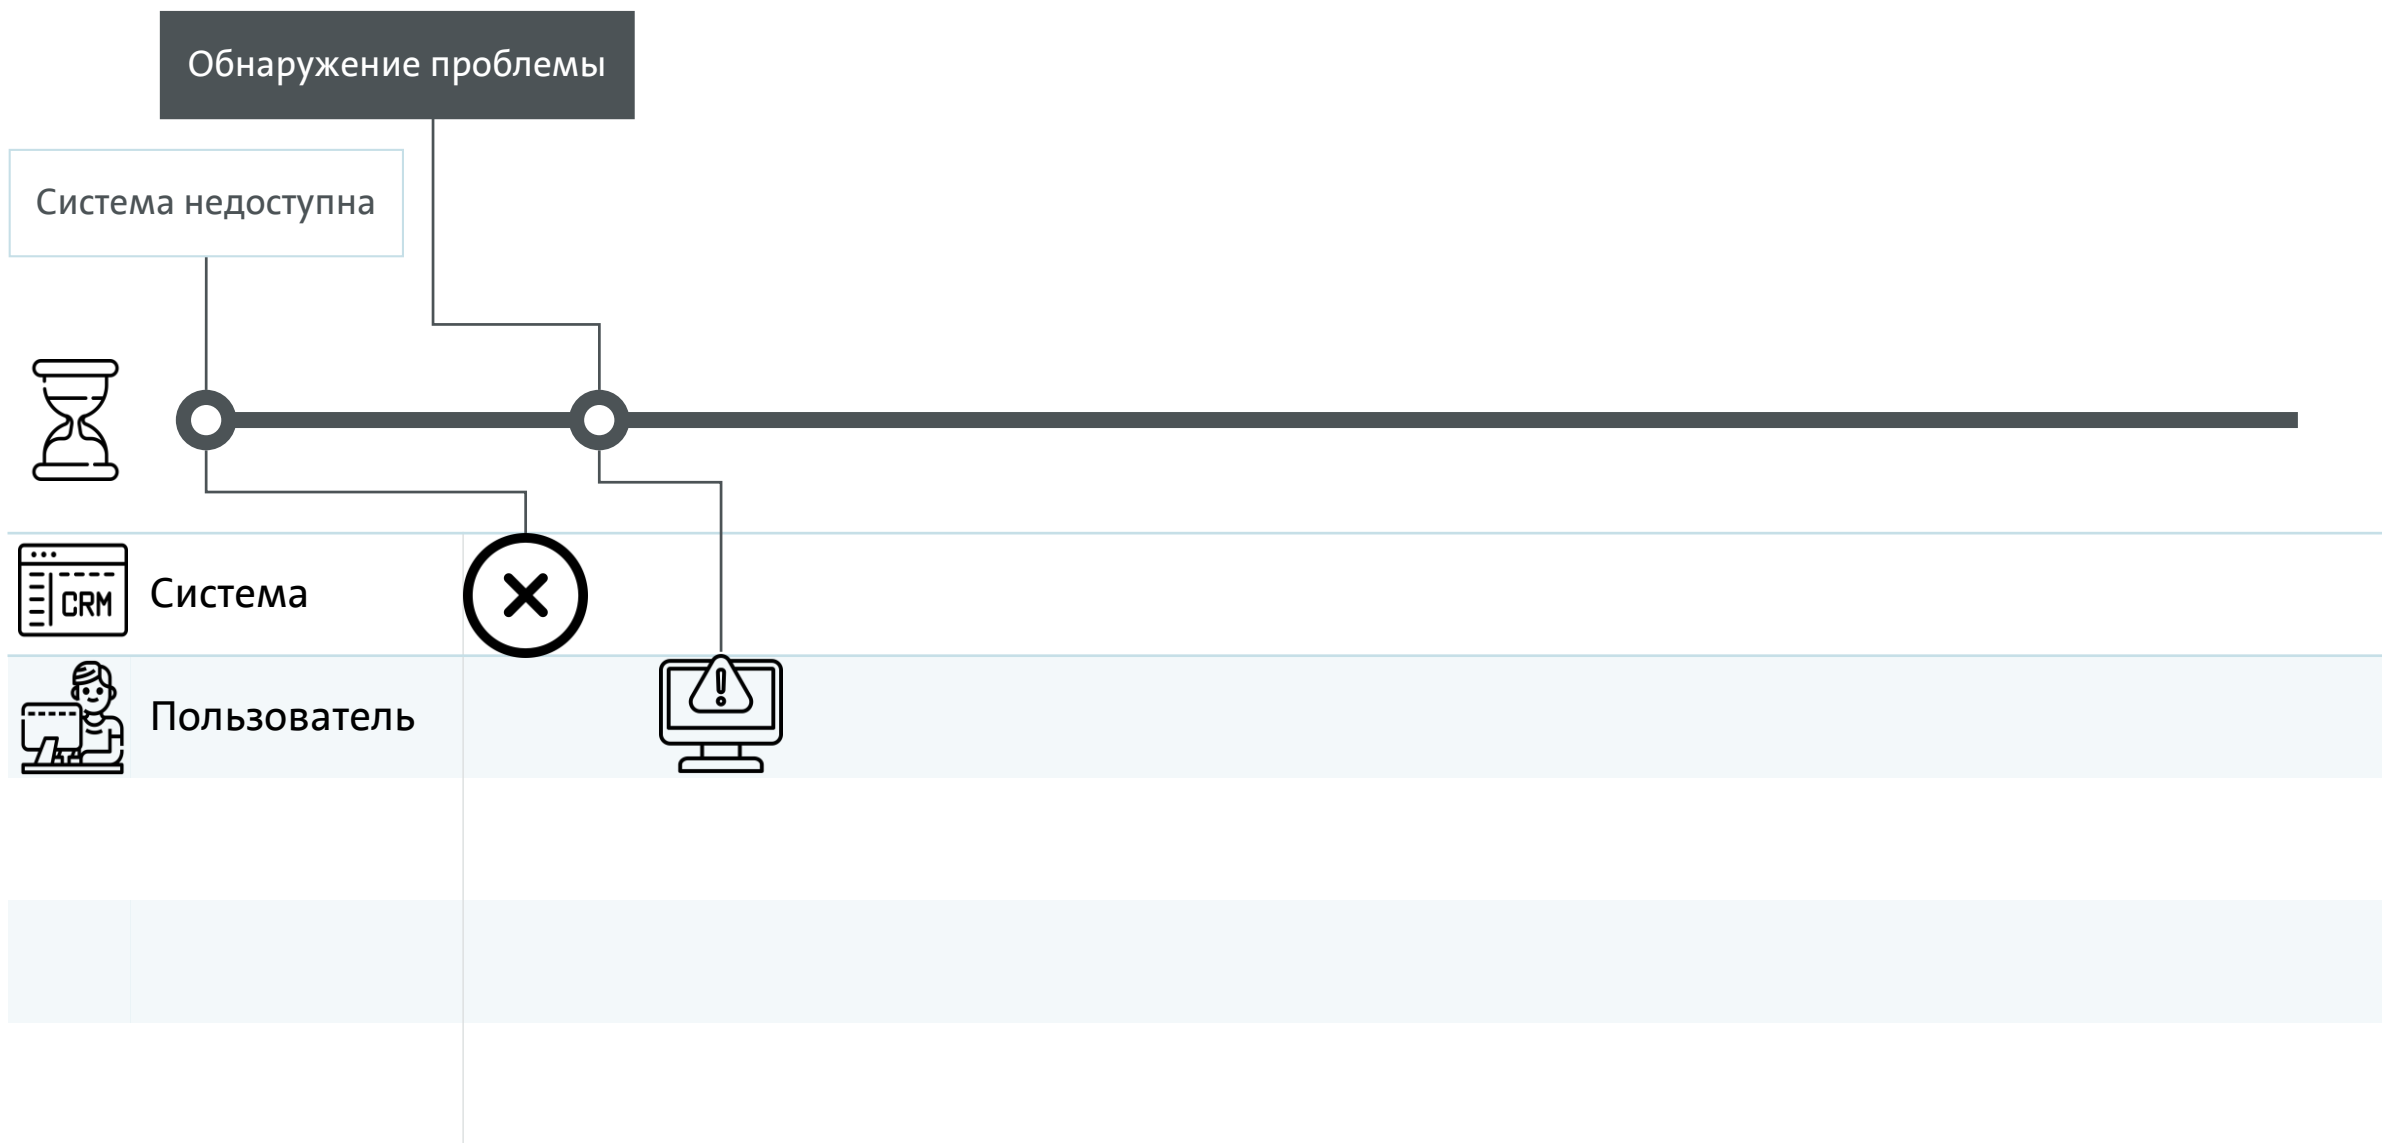 Обнаружение проблемы
Система недоступна
CRM
Система
Пользователь